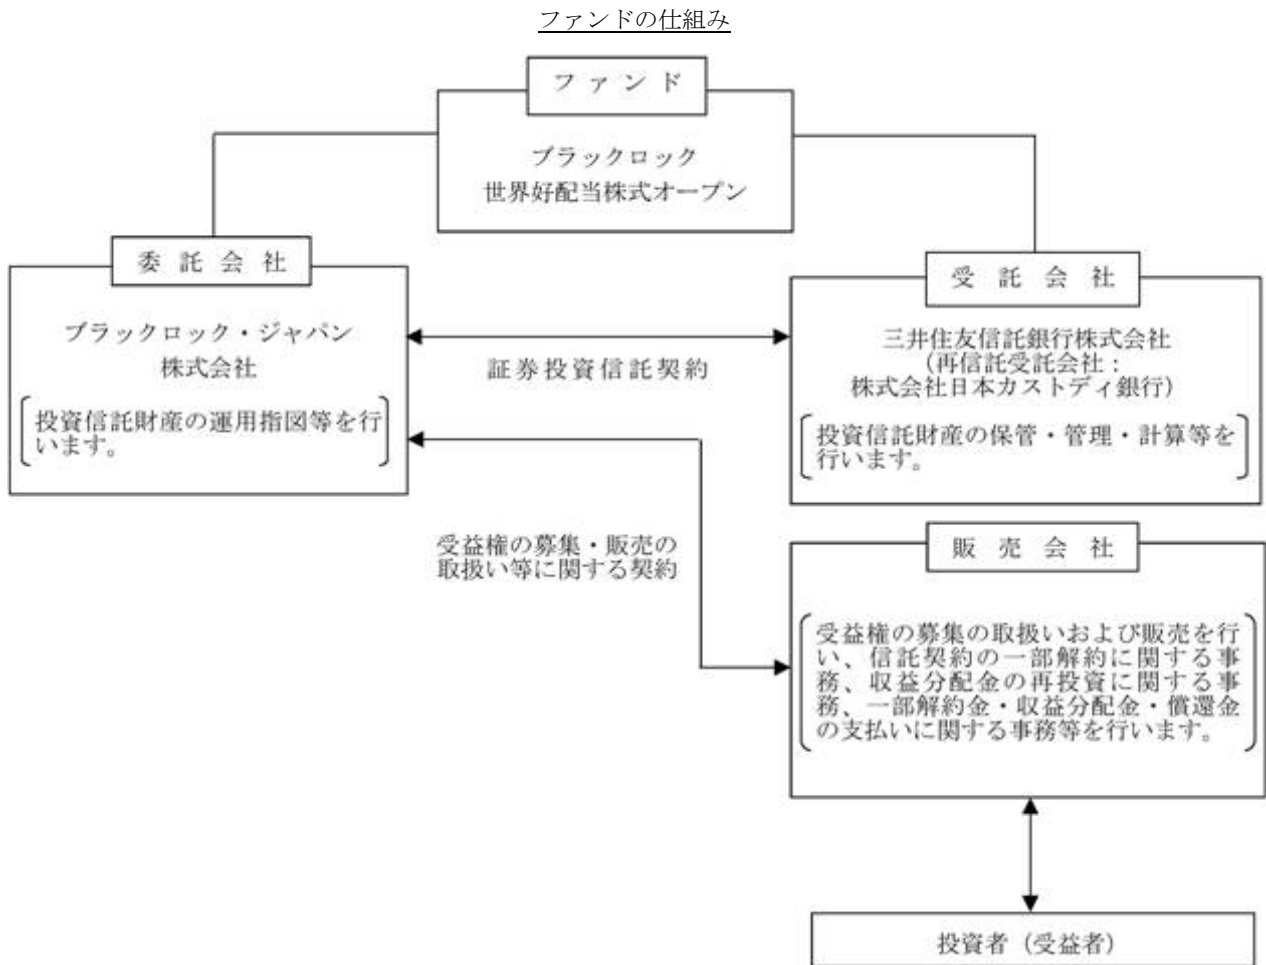 ファンドの仕組み
ファンド
ブラックロック
世界好配当株式オープン
委託会社
ブラックロック・ジャパン
株式会社
投資信託財産の運用指図等を行
います。
証券投資信託契約
受託会社
三井住友信託銀行株式会社
（再信託受託会社：
株式会社日本カストディ銀行）
投資信託財産の保管・管理・計算等を
行います。
受益権の募集・販売の
取扱い等に関する契約
販売会社
受益権の募集の取扱いおよび販売を行
い、信託契約の一部解約に関する事
務、収益分配金の再投資に関する事
務、一部解約金・収益分配金・償還金
の支払いに関する事務等を行います。
投資者（受益者）